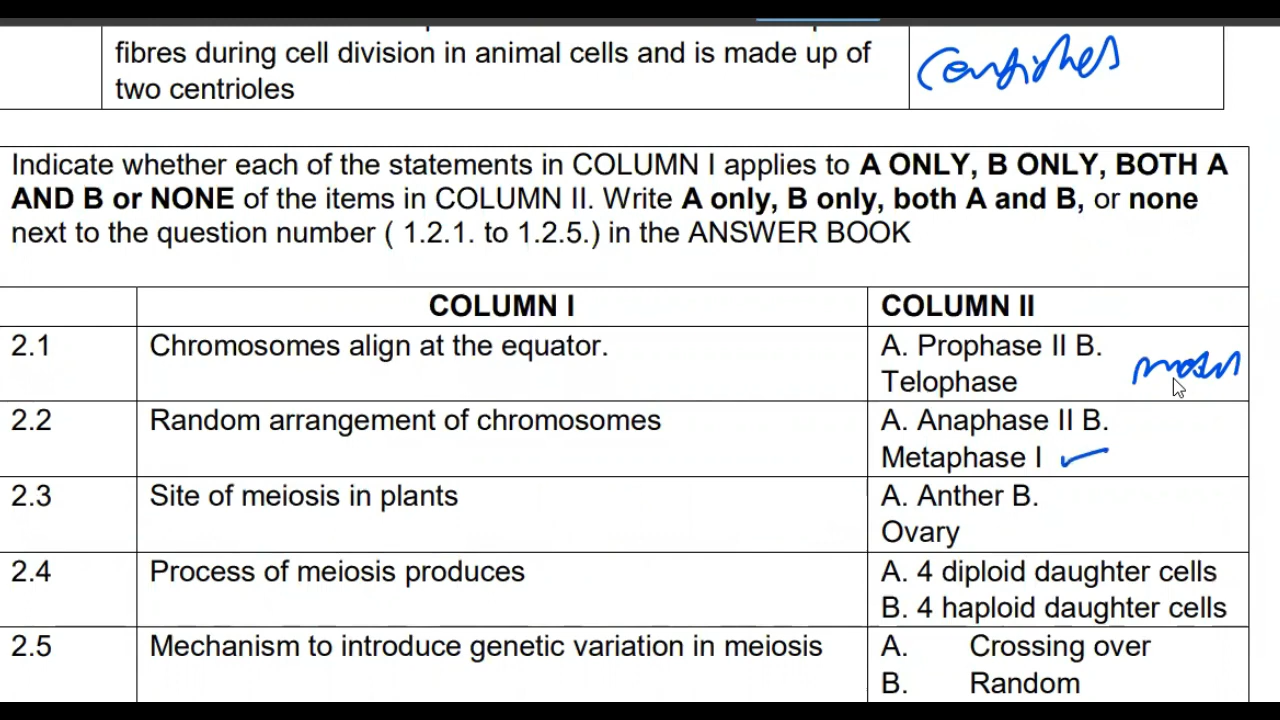 fibres during cell division in animal cells and is made up of
two centrioles
Indicate whether each of the statements in COLUMN I applies to A ONLY, B ONLY, BOTH A
AND B or NONE of the items in COLUMN II. Write A only, B only, both A and B, or none
next to the question number ( 1.2.1. to 1.2.5.) in the ANSWER BOOK
COLUMN I COLUMN II
2.1 Chromosomes align at the equator. A. Prophase II B.
Telophase
2.2 Random arrangement of chromosomes A. Anaphase II B.
Metaphase I
2.3 Site of meiosis in plants A. Anther B.
Ovary
2.4 Process of meiosis produces A. 4 diploid daughter cells
B. 4 haploid daughter cells
2.5 Mechanism to introduce genetic variation in meiosis A. Crossing over
B. Random